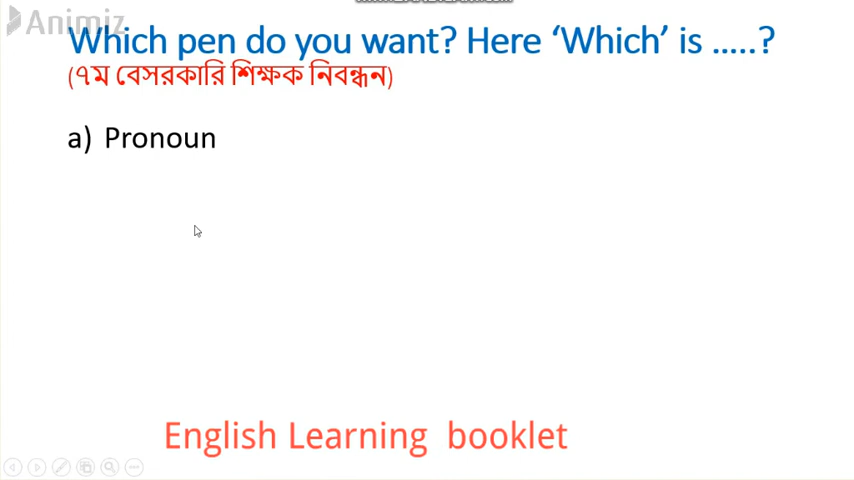 Animiz
Which pen do you want? Here ‘Which’ is …..?
(৭ম বেসরকারি শিক্ষক নিবন্ধন)
a) Pronoun
English Learning booklet